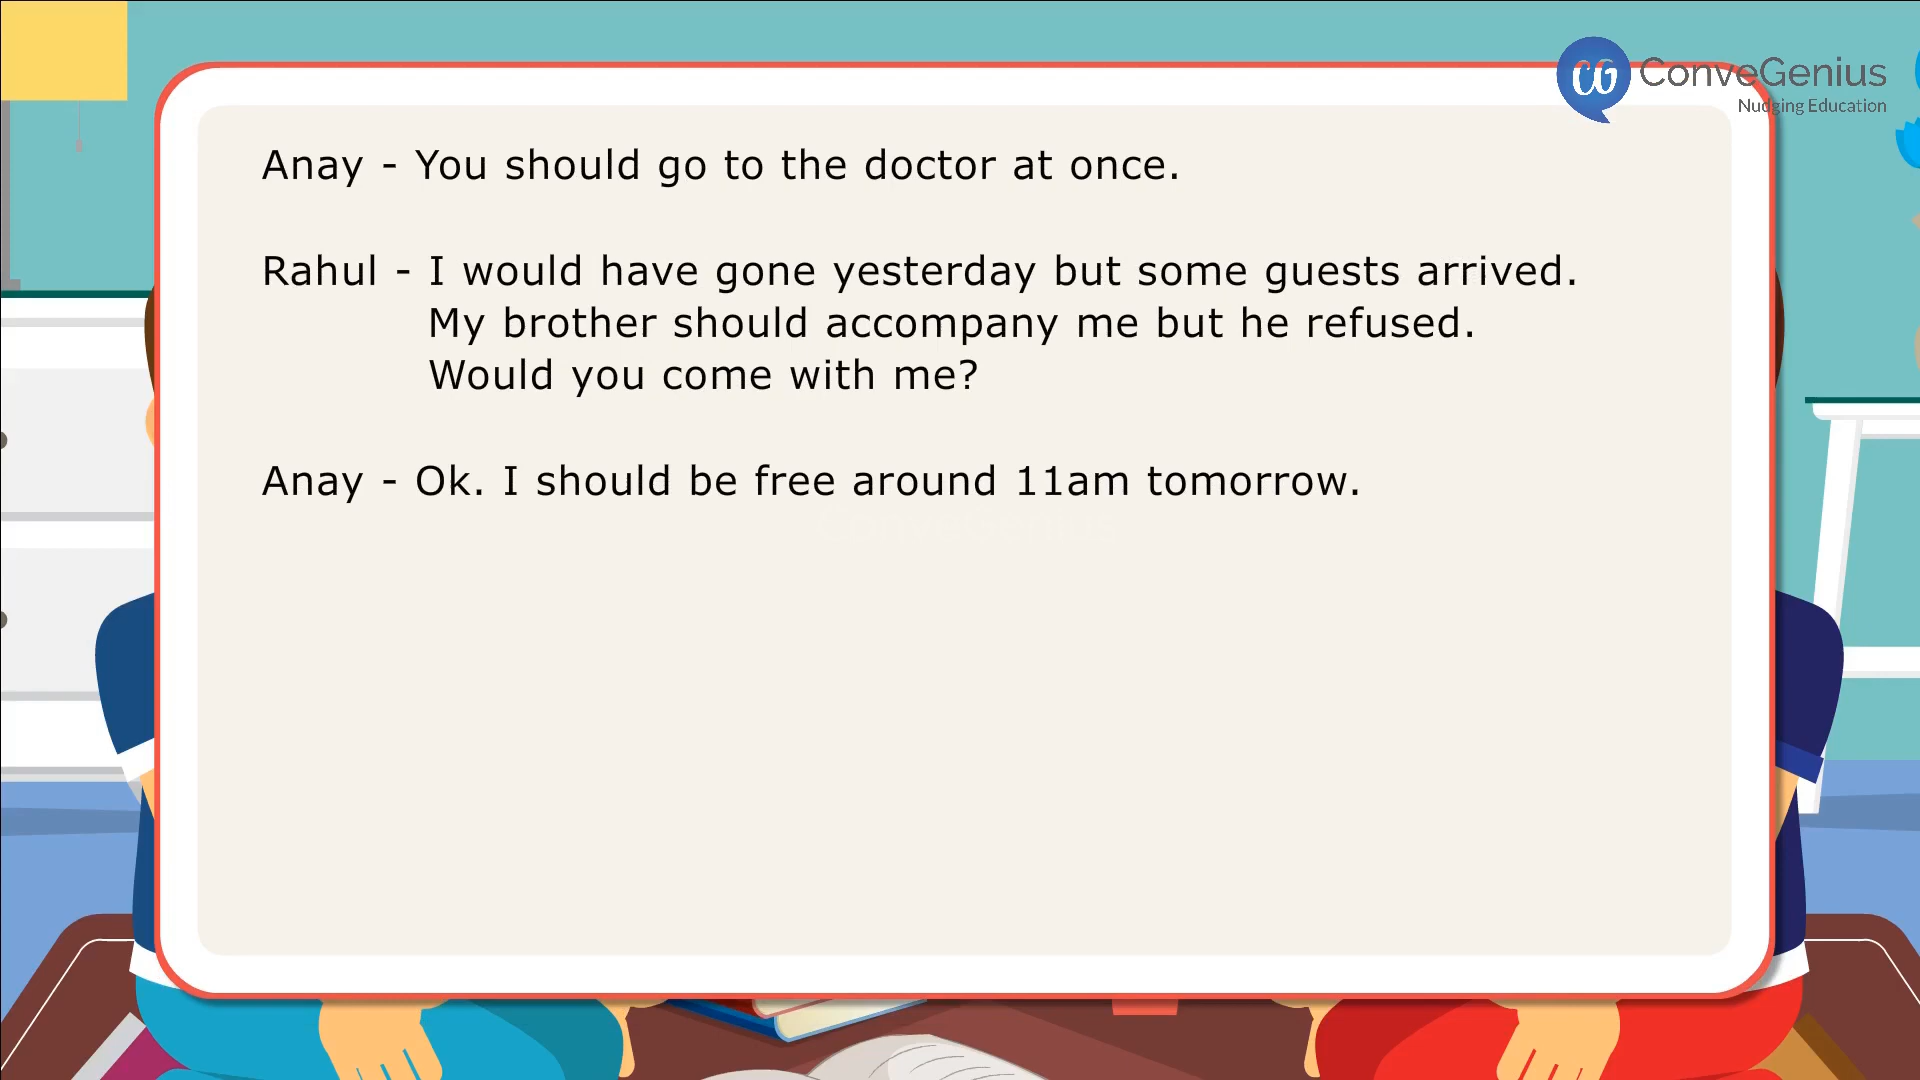 ConveGenius
Nudging Education
Anay - You should go to the doctor at once.
Rahul - I would have gone yesterday but some guests arrived.
My brother should accompany me but he refused.
Would you come with me?
Anay - Ok. I should be free around 11am tomorrow.
ConveGenius